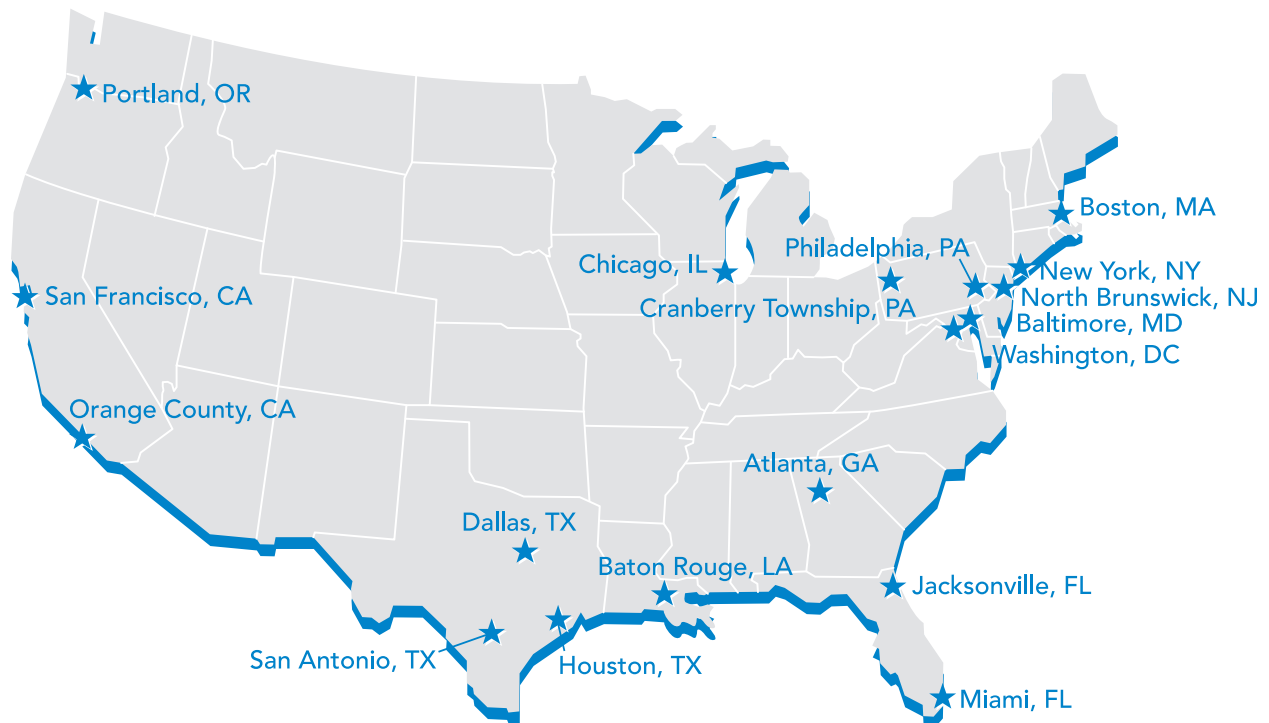 Portland, OR
Boston, MA
Philadelphia, PA
Chicago, IL
New York, NY
San Francisco, CA
North Brunswick, NJ
Cranberry Township, PA
Baltimore, MD
Washington, DC
Orange County, CA
Atlanta, GA
Dallas, TX
Baton Rouge, LA
Jacksonville, FL
San Antonio, TX
Houston, TX
Miami, FL